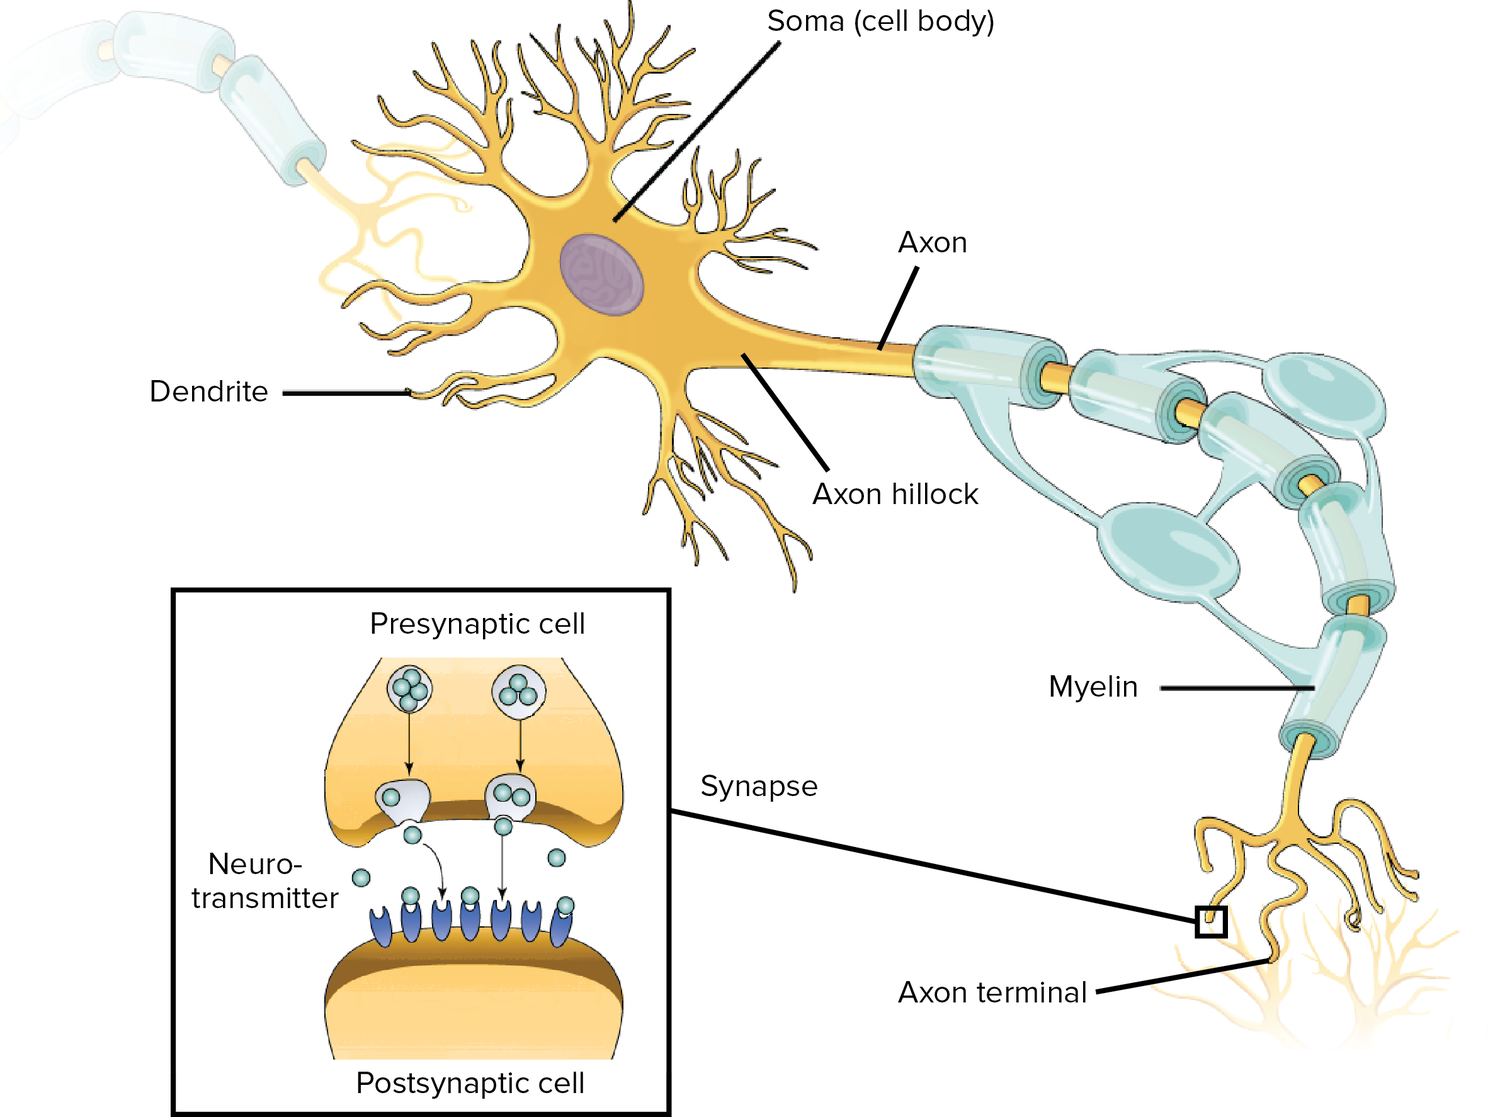 Soma (cell body)
Axon
Dendrite
Axon hillock
Presynaptic cell
Myelin
Synapse
Neuro-
transmitter
Axon terminal
Postsynaptic cell